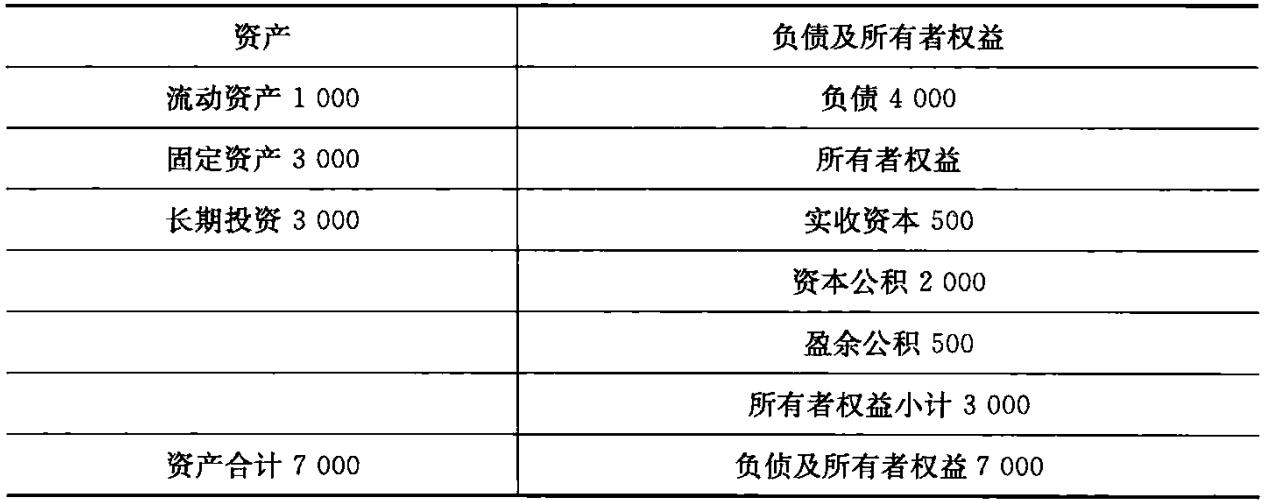 资产 负债及所有者权益
流动资产 1 000 负债 4 000
固定资产 3 000 所有者权益
长期投资 3 000 实收资本 500
资本公积 2 000
盈余公积 500
所有者权益小计 3 000
资产合计 7 000 负债及所有者权益 7 000